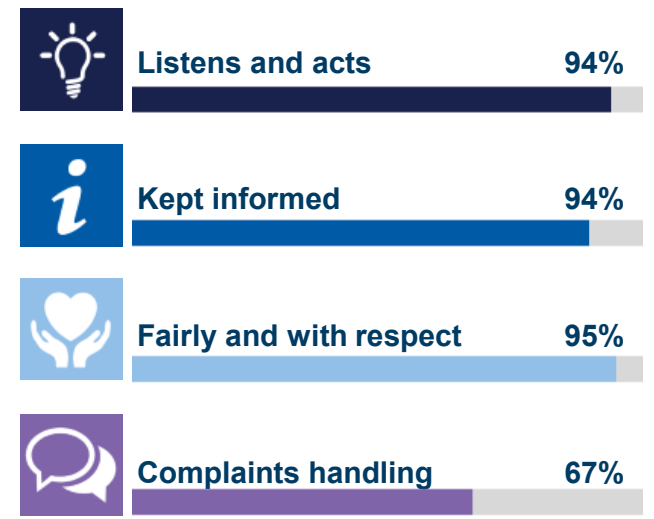 Listens and acts 94%
Kept informed 94%
Fairly and with respect 95%
Complaints handling 67%